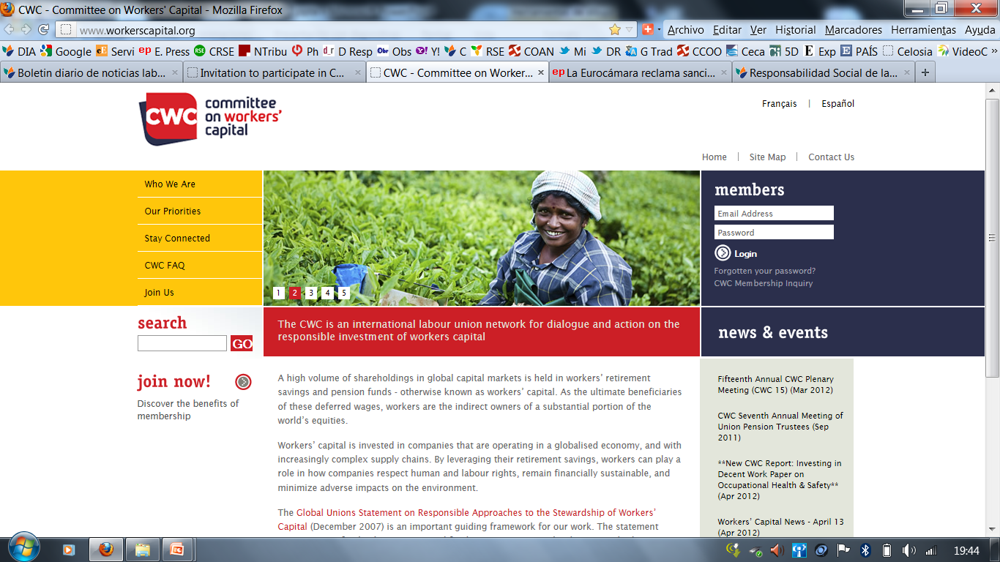 CWC - Committee on Workers' Capital - Mozilla Firefox
www.workerscapital.org
Archivo Editar Ver Historial Marcadores Herramientas Ayuda
DIA Google Servi E. Press CRSE NTribu Ph D Resp Obs Y! C RSE COAN Mi DR G Trad CCOO Ceca 5D Exp PAÍS Celosia VideoC »
Boletin diario de noticias lab... Invitation to participate in C... CWC - Committee on Worker... La Eurocámara reclama sanci... Responsabilidad Social de la...
CWC
committee
on workers'
capital
Français | Español
Home | Site Map | Contact Us
Who We Are
Our Priorities
Stay Connected
CWC FAQ
Join Us
1 2 3 4 5
members
Email Address
Password
Login
Forgotten your password?
CWC Membership Inquiry
search
GO
join now!
Discover the benefits of
membership
The CWC is an international labour union network for dialogue and action on the
responsible investment of workers capital
A high volume of shareholdings in global capital markets is held in workers' retirement
savings and pension funds - otherwise known as workers' capital. As the ultimate beneficiaries
of these deferred wages, workers are the indirect owners of a substantial portion of the
world's equities.
Workers' capital is invested in companies that are operating in a globalised economy, and with
increasingly complex supply chains. By leveraging their retirement savings, workers can play a
role in how companies respect human and labour rights, remain financially sustainable, and
minimize adverse impacts on the environment.
The Global Unions Statement on Responsible Approaches to the Stewardship of Workers'
Capital (December 2007) is an important guiding framework for our work. The statement
news & events
Fifteenth Annual CWC Plenary
Meeting (CWC 15) (Mar 2012)
CWC Seventh Annual Meeting of
Union Pension Trustees (Sep
2011)
**New CWC Report: Investing in
Decent Work Paper on
Occupational Health & Safety**
(Apr 2012)
Workers' Capital News - April 13
(Apr 2012)
19:44